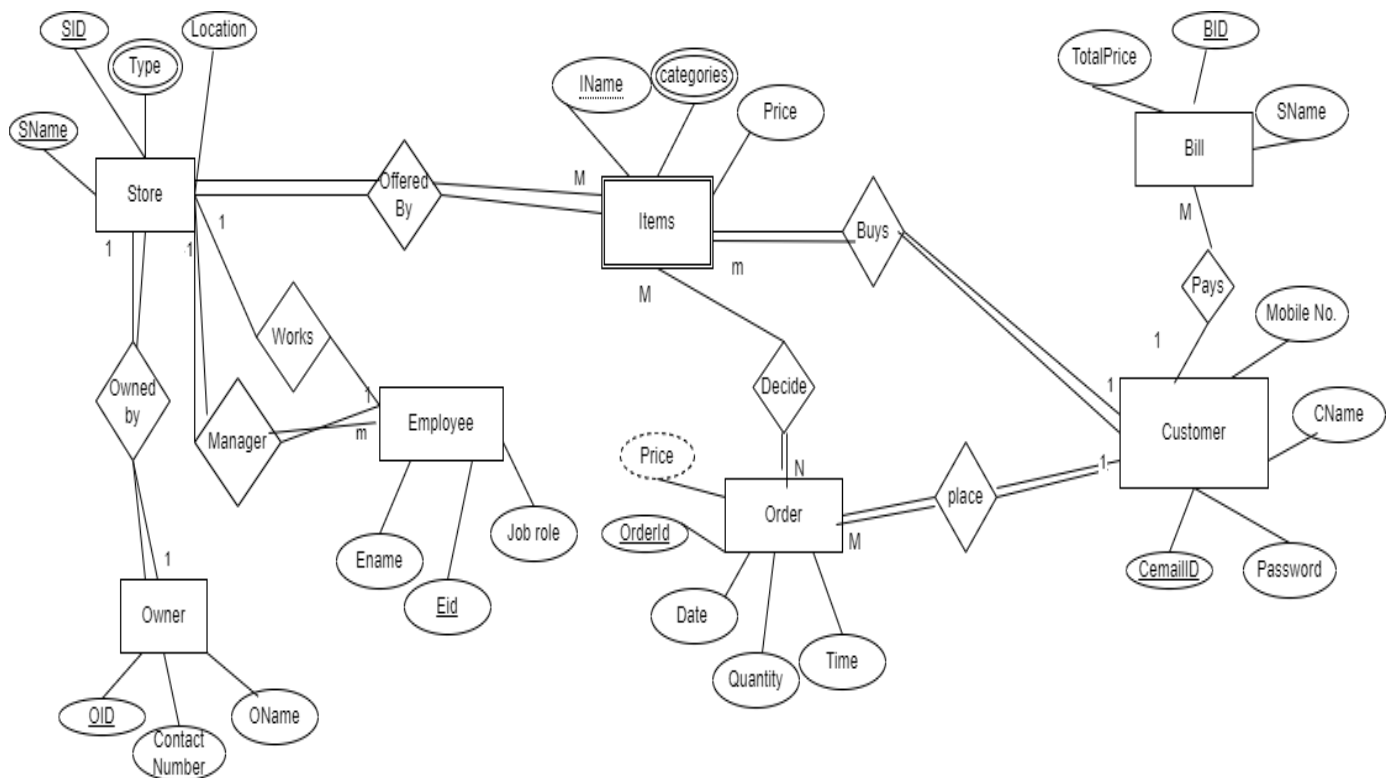 SID
Type
Location
SName
Store
1
1
1
Offered
By
M
IName
categories
Price
Items
m
M
Buys
TotalPrice
BID
SName
Bill
M
Pays
1
Mobile No.
CName
Customer
1
1.
CemailID
Password
Works
Owned
by
Manager
1
m
Employee
Ename
Eid
Job role
1
Owner
OID
Contact
Number
OName
Decide
N
Price
Order
OrderId
Date
Quantity
Time
M
place